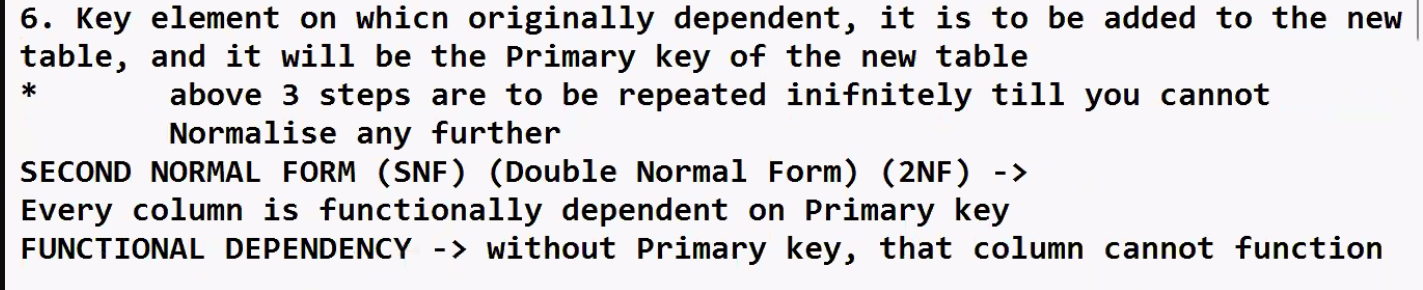 6. Key element on whicn originally dependent, it is to be added to the new
table, and it will be the Primary key of the new table
* above 3 steps are to be repeated inifnitely till you cannot
Normalise any further
SECOND NORMAL FORM (SNF) (Double Normal Form) (2NF) ->
Every column is functionally dependent on Primary key
FUNCTIONAL DEPENDENCY -> without Primary key, that column cannot function